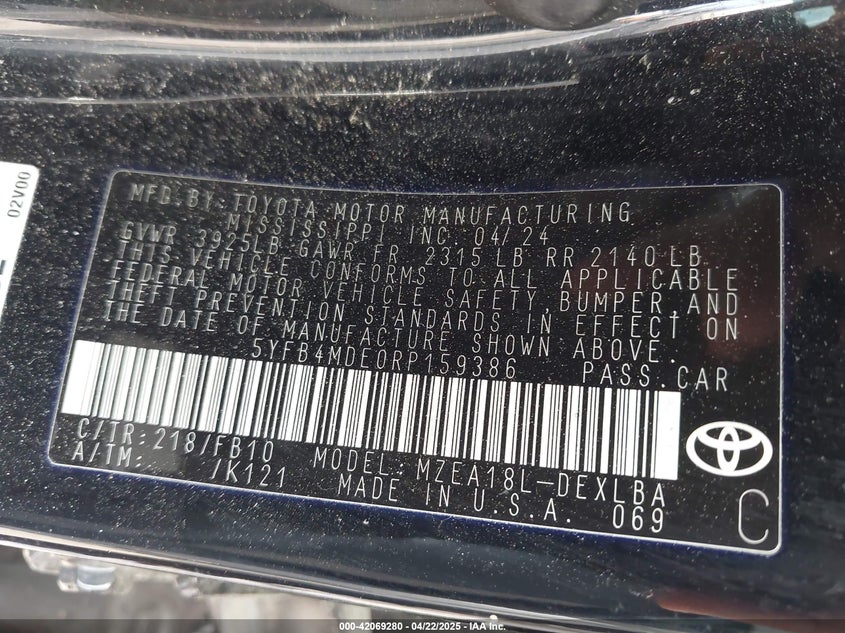 02V00
MFD.BY: TOYOTA MOTOR MANUFACTURING
MISSISSIPPI INC. 04/24
GVWR 3925LB GAWR FR 2315 LB RR 2140 LB
THIS VEHICLE CONFORMS TO ALL APPLICABLE
FEDERAL MOTOR VEHICLE SAFETY, BUMPER, AND
THEFT PREVENTION STANDARDS IN EFFECT ON
THE DATE OF MANUFACTURE SHOWN ABOVE.
5YFB4MDE0RP159386 PASS.CAR
C/TR:218/FB10 MODEL:MZEA18L-DEXLBA
A/TM: /K121 MADE IN U.S.A. 069
C
000-42069280 - 04/22/2025 - IAA Inc.